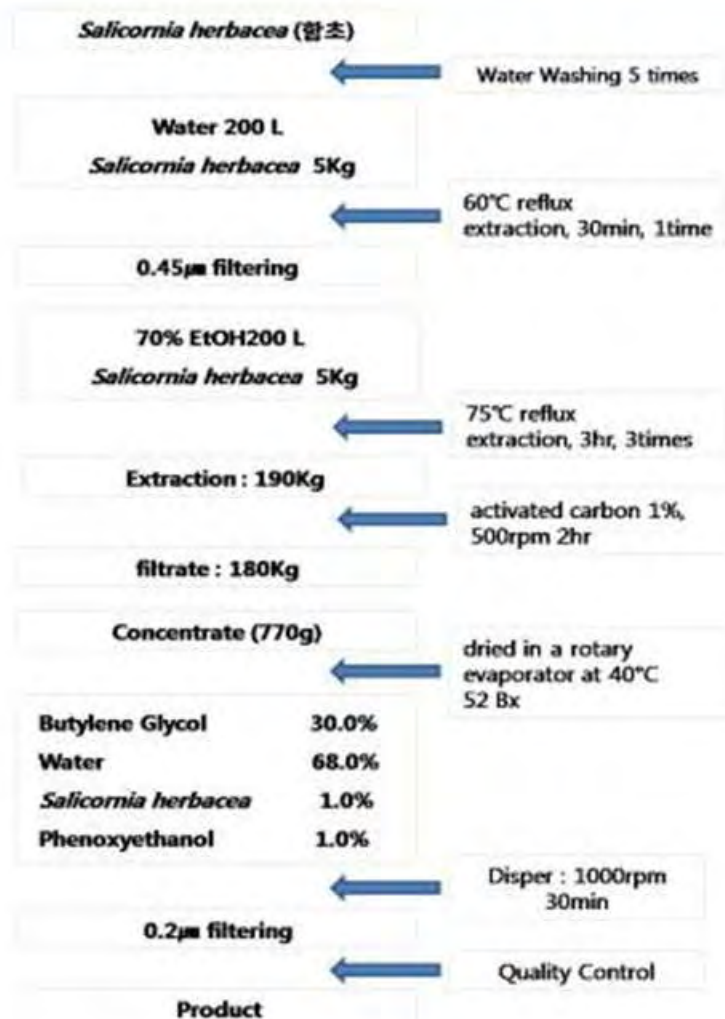 Salicornia herbacea (함초)
Water Washing 5 times
Water 200 L
Salicornia herbacea 5Kg
60℃ reflux
extraction, 30min, 1time
0.45㎛ filtering
70% EtOH200 L
Salicornia herbacea 5Kg
75℃ reflux
extraction, 3hr, 3times
Extraction : 190Kg
activated carbon 1%,
500rpm 2hr
filtrate : 180Kg
Concentrate (770g)
dried in a rotary
evaporator at 40℃
52 Bx
Butylene Glycol 30.0%
Water 68.0%
Salicornia herbacea 1.0%
Phenoxyethanol 1.0%
Disper : 1000rpm
30min
0.2㎛ filtering
Quality Control
Product